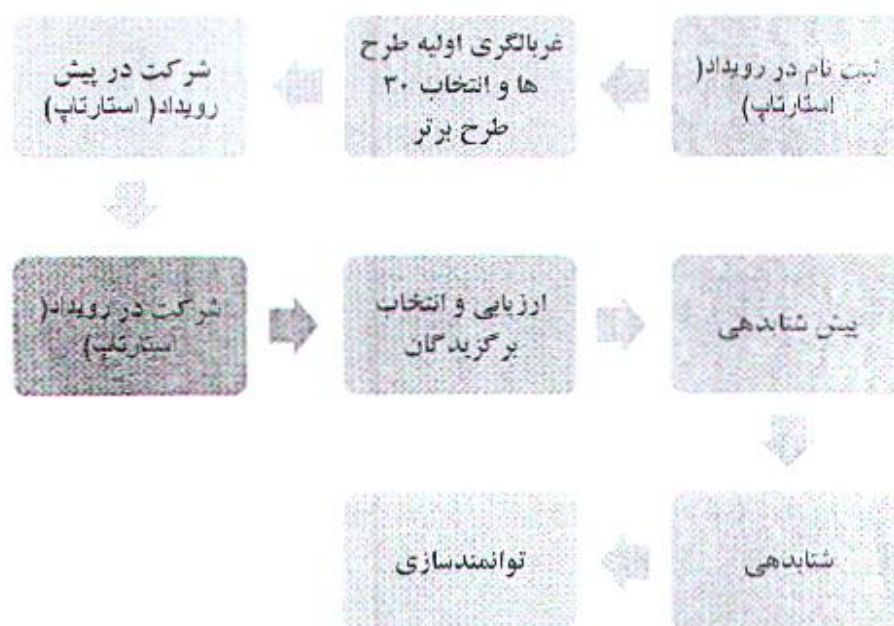 ثبت نام در رویداد(
استارتاپ)
غربالگری اولیه طرح
ها و انتخاب ۳۰
طرح برتر
شرکت در پیش
رویداد( استارتاپ)
شرکت در رویداد(
استارتاپ)
ارزیابی و انتخاب
برگزیدگان
پیش شتابدهی
شتابدهی
توانمندسازی